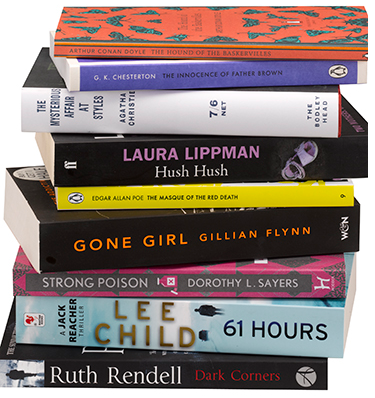 ARTHUR CONAN DOYLE THE HOUND OF THE BASKERVILLES
G. K. CHESTERTON THE INNOCENCE OF FATHER BROWN
THE MYSTERIOUS AFFAIR AT STYLES AGATHA CHRISTIE 7/6 NET THE BODLEY HEAD
ff LAURA LIPPMAN
Hush Hush
EDGAR ALLAN POE THE MASQUE OF THE RED DEATH 9
GONE GIRL GILLIAN FLYNN W&N
STRONG POISON DOROTHY L. SAYERS
A JACK REACHER THRILLER LEE CHILD 61 HOURS
Ruth Rendell Dark Corners